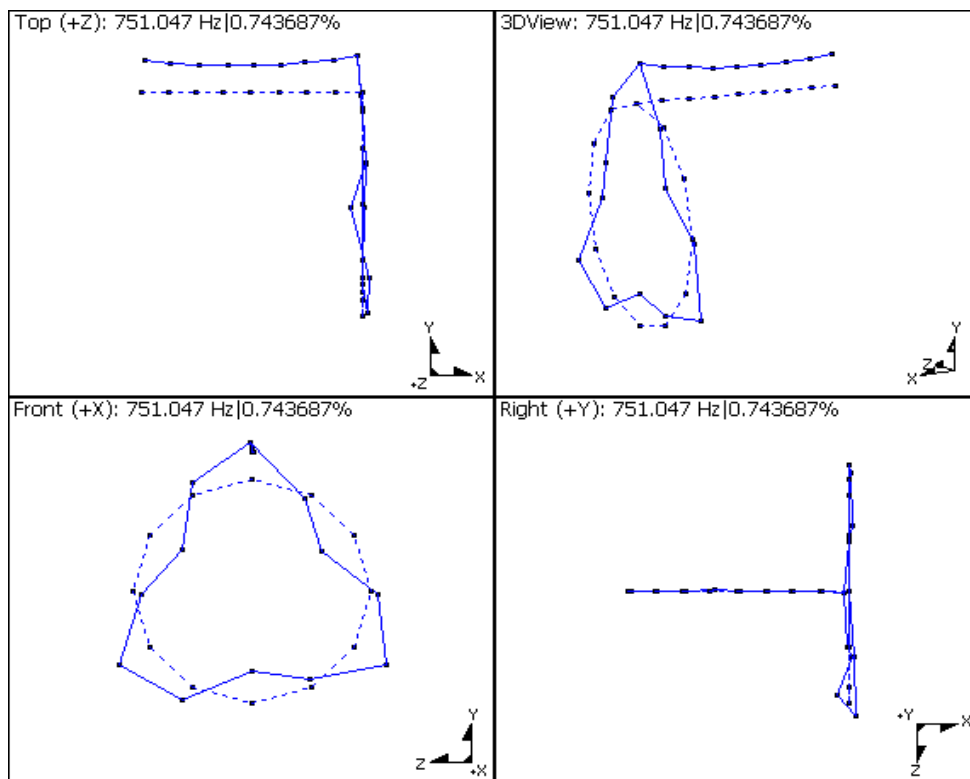 Top (+Z): 751.047 Hz|0.743687%
Y
+Z
X
3DView: 751.047 Hz|0.743687%
Y
Z
X
Front (+X): 751.047 Hz|0.743687%
Y
Z
+X
Right (+Y): 751.047 Hz|0.743687%
+Y
X
Z